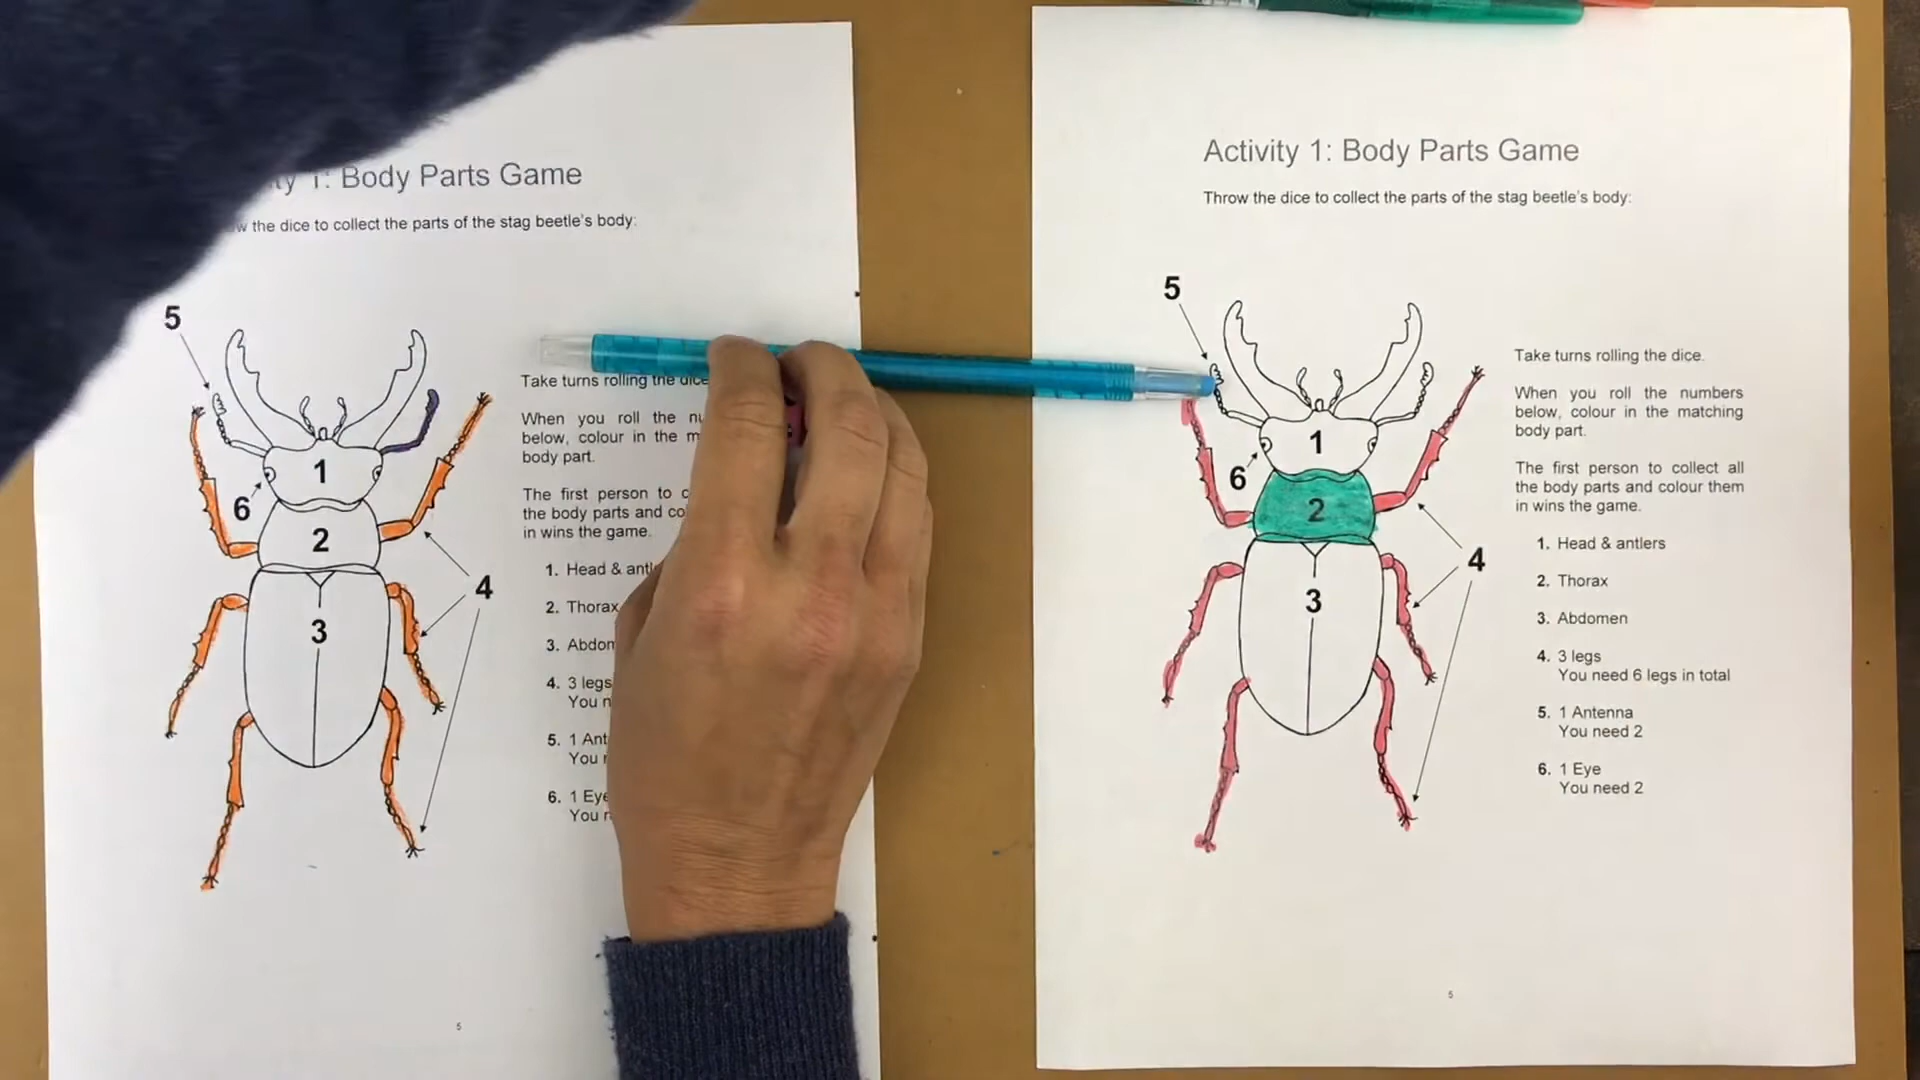 1: Body Parts Game
the dice to collect the parts of the stag beetle's body:
5
1
6
2
4
3
Take turns rolling the dice
When you roll the
below, colour in the
body part.
The first person to
the body parts and
in wins the game.
1. Head &
2. Thorax
3.
4. 3 legs
You
5. 1
You
6. 1 Eye
You
5
Activity 1: Body Parts Game
Throw the dice to collect the parts of the stag beetle's body:
5
1
6
2
4
3
Take turns rolling the dice.
When you roll the numbers
below, colour in the matching
body part.
The first person to collect all
the body parts and colour them
in wins the game.
1. Head & antlers
2. Thorax
3. Abdomen
4. 3 legs
You need 6 legs in total
5. 1 Antenna
You need 2
6. 1 Eye
You need 2
5